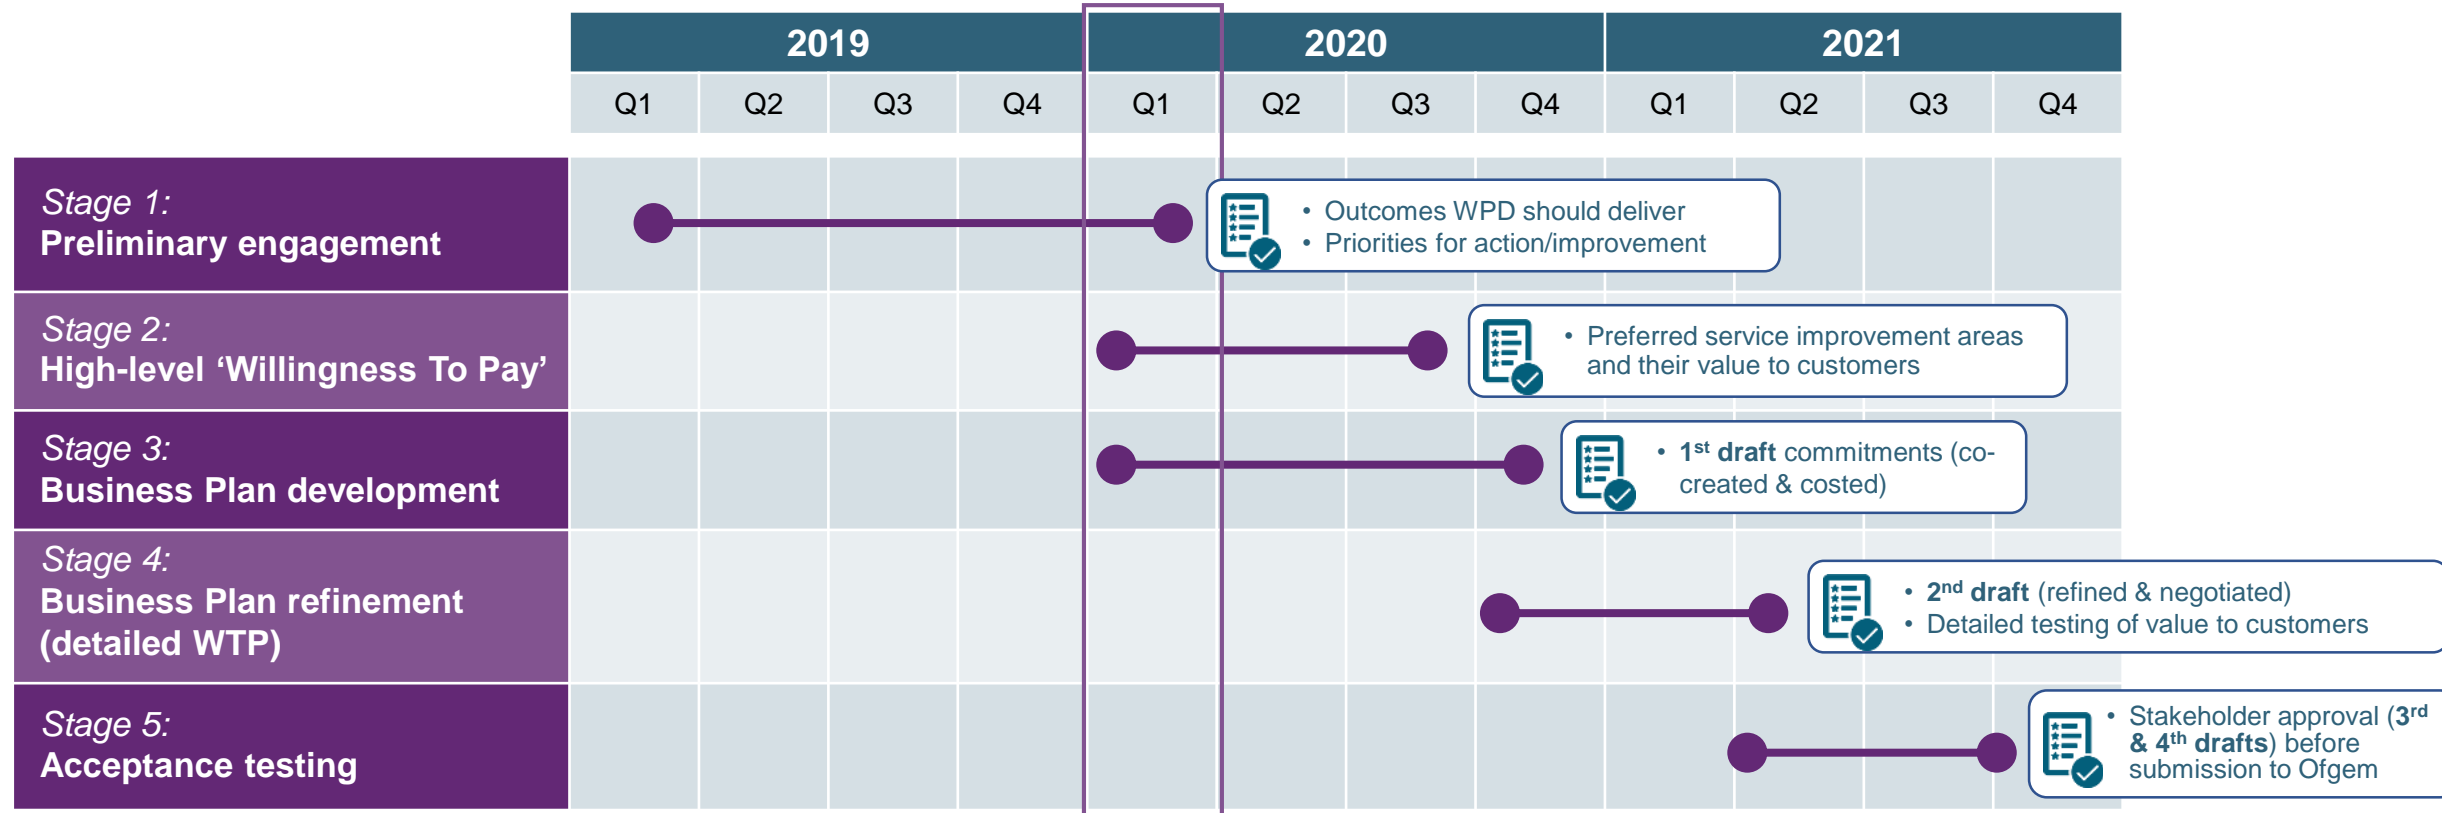 2019 2020 2021
Q1 Q2 Q3 Q4 Q1 Q2 Q3 Q4 Q1 Q2 Q3 Q4
Stage 1:
Preliminary engagement
• Outcomes WPD should deliver
• Priorities for action/improvement
Stage 2:
High-level ‘Willingness To Pay’
• Preferred service improvement areas
and their value to customers
Stage 3:
Business Plan development
• 1st draft commitments (co-
created & costed)
Stage 4:
Business Plan refinement
(detailed WTP)
• 2nd draft (refined & negotiated)
• Detailed testing of value to customers
Stage 5:
Acceptance testing
• Stakeholder approval (3rd
& 4th drafts) before
submission to Ofgem